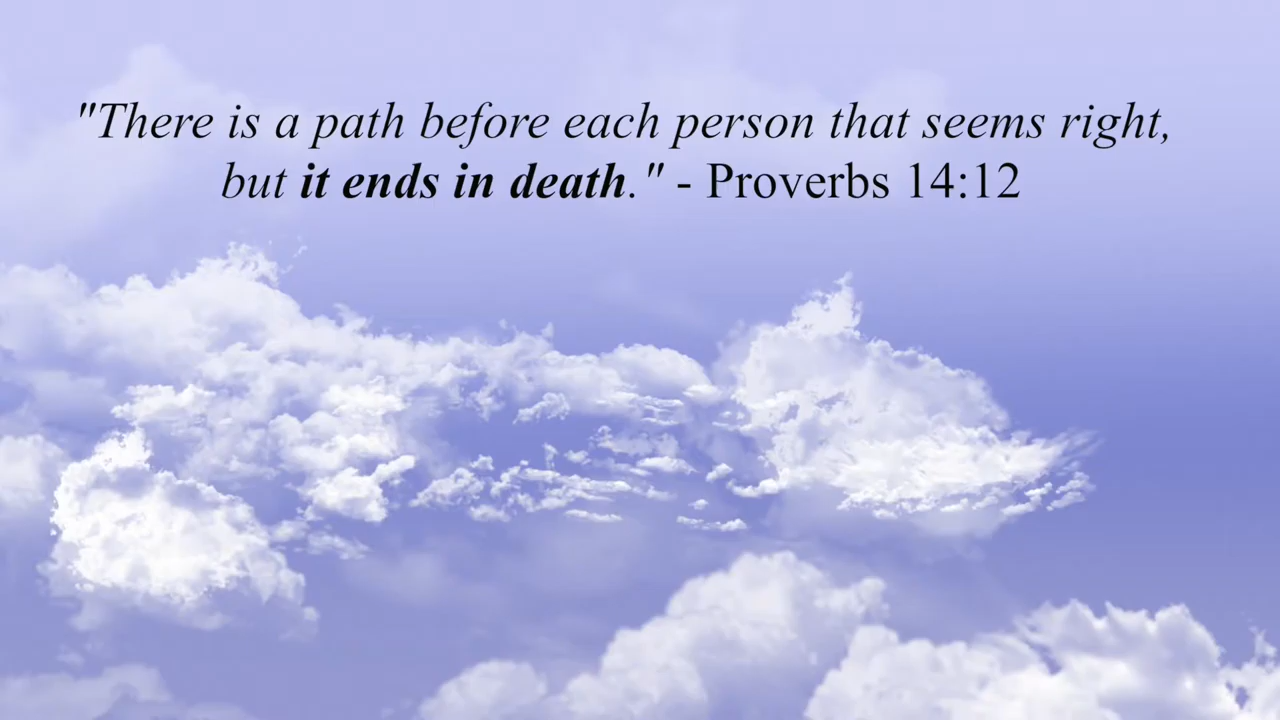 "There is a path before each person that seems right,
but it ends in death." - Proverbs 14:12